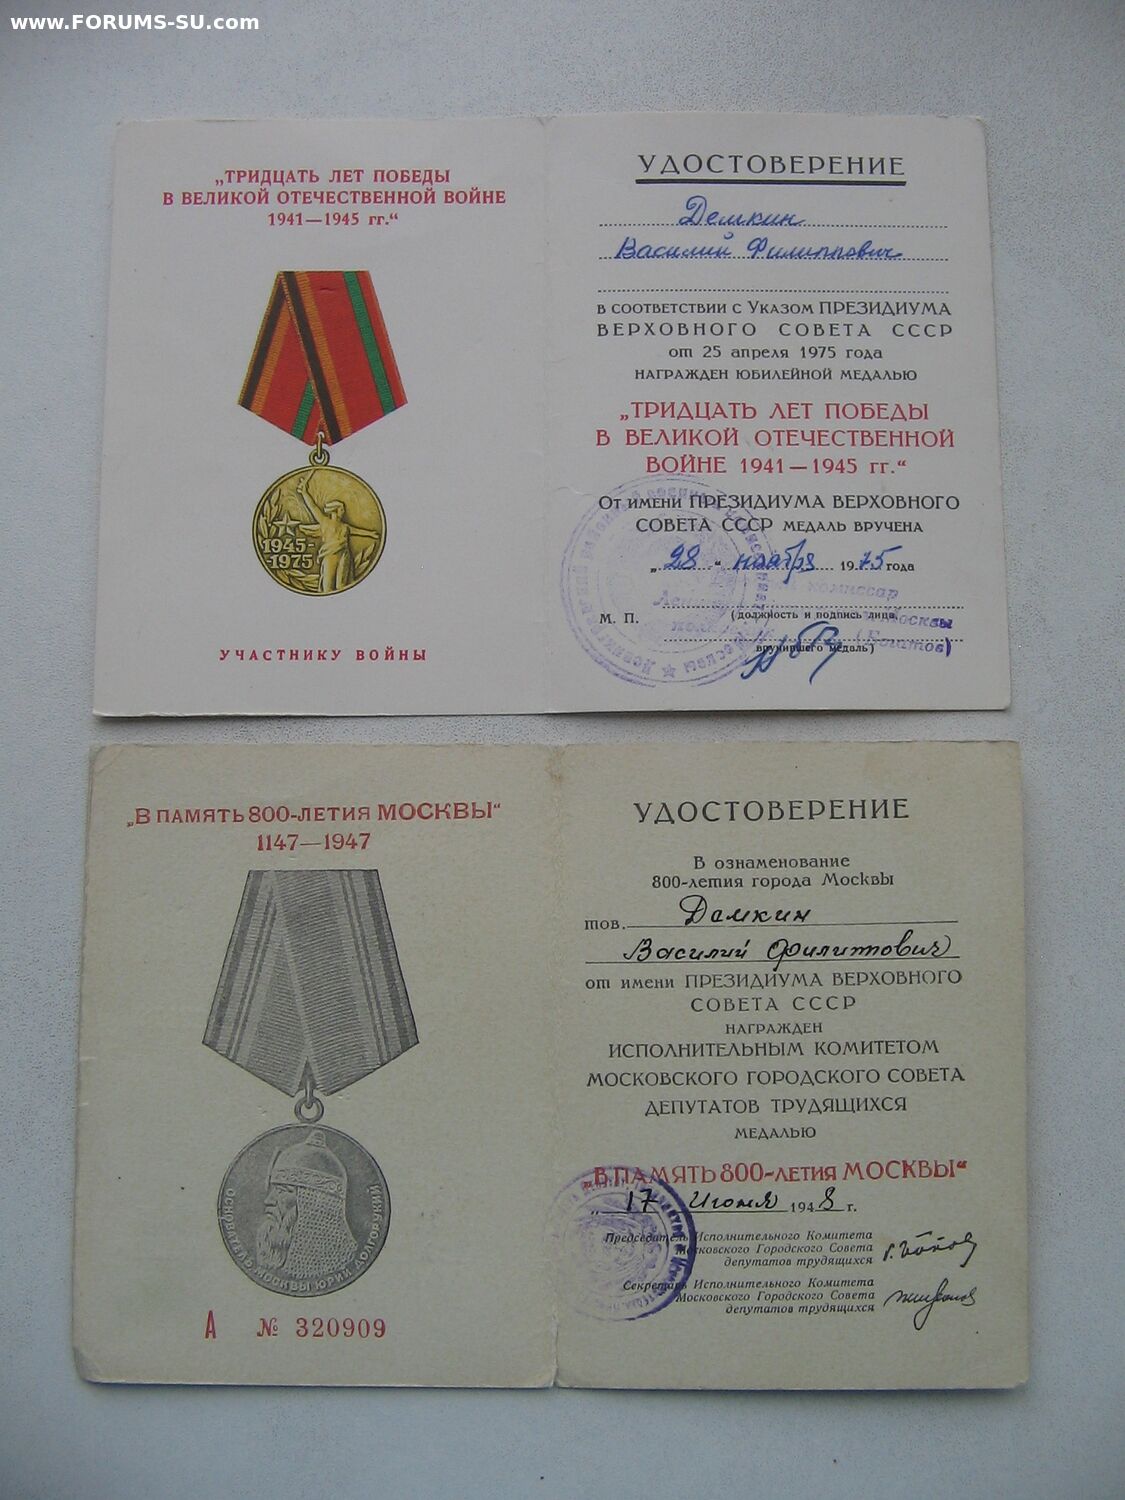 www.FORUMS-SU.com
„ТРИДЦАТЬ ЛЕТ ПОБЕДЫ
В ВЕЛИКОЙ ОТЕЧЕСТВЕННОЙ ВОЙНЕ
1941—1945 гг.“
1945-
-1975
УЧАСТНИКУ ВОЙНЫ
УДОСТОВЕРЕНИЕ
Демкин
Василий Филиппович
В СООТВЕТСТВИИ С УКАЗОМ ПРЕЗИДИУМА
ВЕРХОВНОГО СОВЕТА СССР
от 25 апреля 1975 года
НАГРАЖДЕН ЮБИЛЕЙНОЙ МЕДАЛЬЮ
„ТРИДЦАТЬ ЛЕТ ПОБЕДЫ
В ВЕЛИКОЙ ОТЕЧЕСТВЕННОЙ
ВОЙНЕ 1941—1945 гг.“
ОТ ИМЕНИ ПРЕЗИДИУМА ВЕРХОВНОГО
СОВЕТА СССР МЕДАЛЬ ВРУЧЕНА
„28“ ноября 1975 года
комиссар
М. П.
(должность и подпись лица,
Москвы
вручившего медаль)
„В ПАМЯТЬ 800-ЛЕТИЯ МОСКВЫ“
1147—1947
ОСНОВАТЕЛЬ МОСКВЫ ЮРИЙ ДОЛГОРУКИЙ
А № 320909
УДОСТОВЕРЕНИЕ
В ознаменование
800-летия города Москвы
тов. Демкин
Василий Филиппович
от имени ПРЕЗИДИУМА ВЕРХОВНОГО
СОВЕТА СССР
НАГРАЖДЕН
ИСПОЛНИТЕЛЬНЫМ КОМИТЕТОМ
МОСКОВСКОГО ГОРОДСКОГО СОВЕТА
ДЕПУТАТОВ ТРУДЯЩИХСЯ
МЕДАЛЬЮ
„В ПАМЯТЬ 800-ЛЕТИЯ МОСКВЫ“
„17 Июня 1948 г.
Председатель Исполнительного Комитета
Московского Городского Совета
депутатов трудящихся
Секретарь Исполнительного Комитета
Московского Городского Совета
депутатов трудящихся